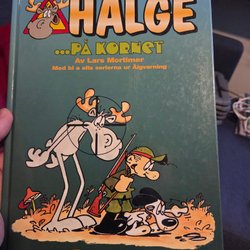 HÄLGE
...PÅ KORNET
Av Lars Mortimer
Med bl a alla serierna ur Älgvarning